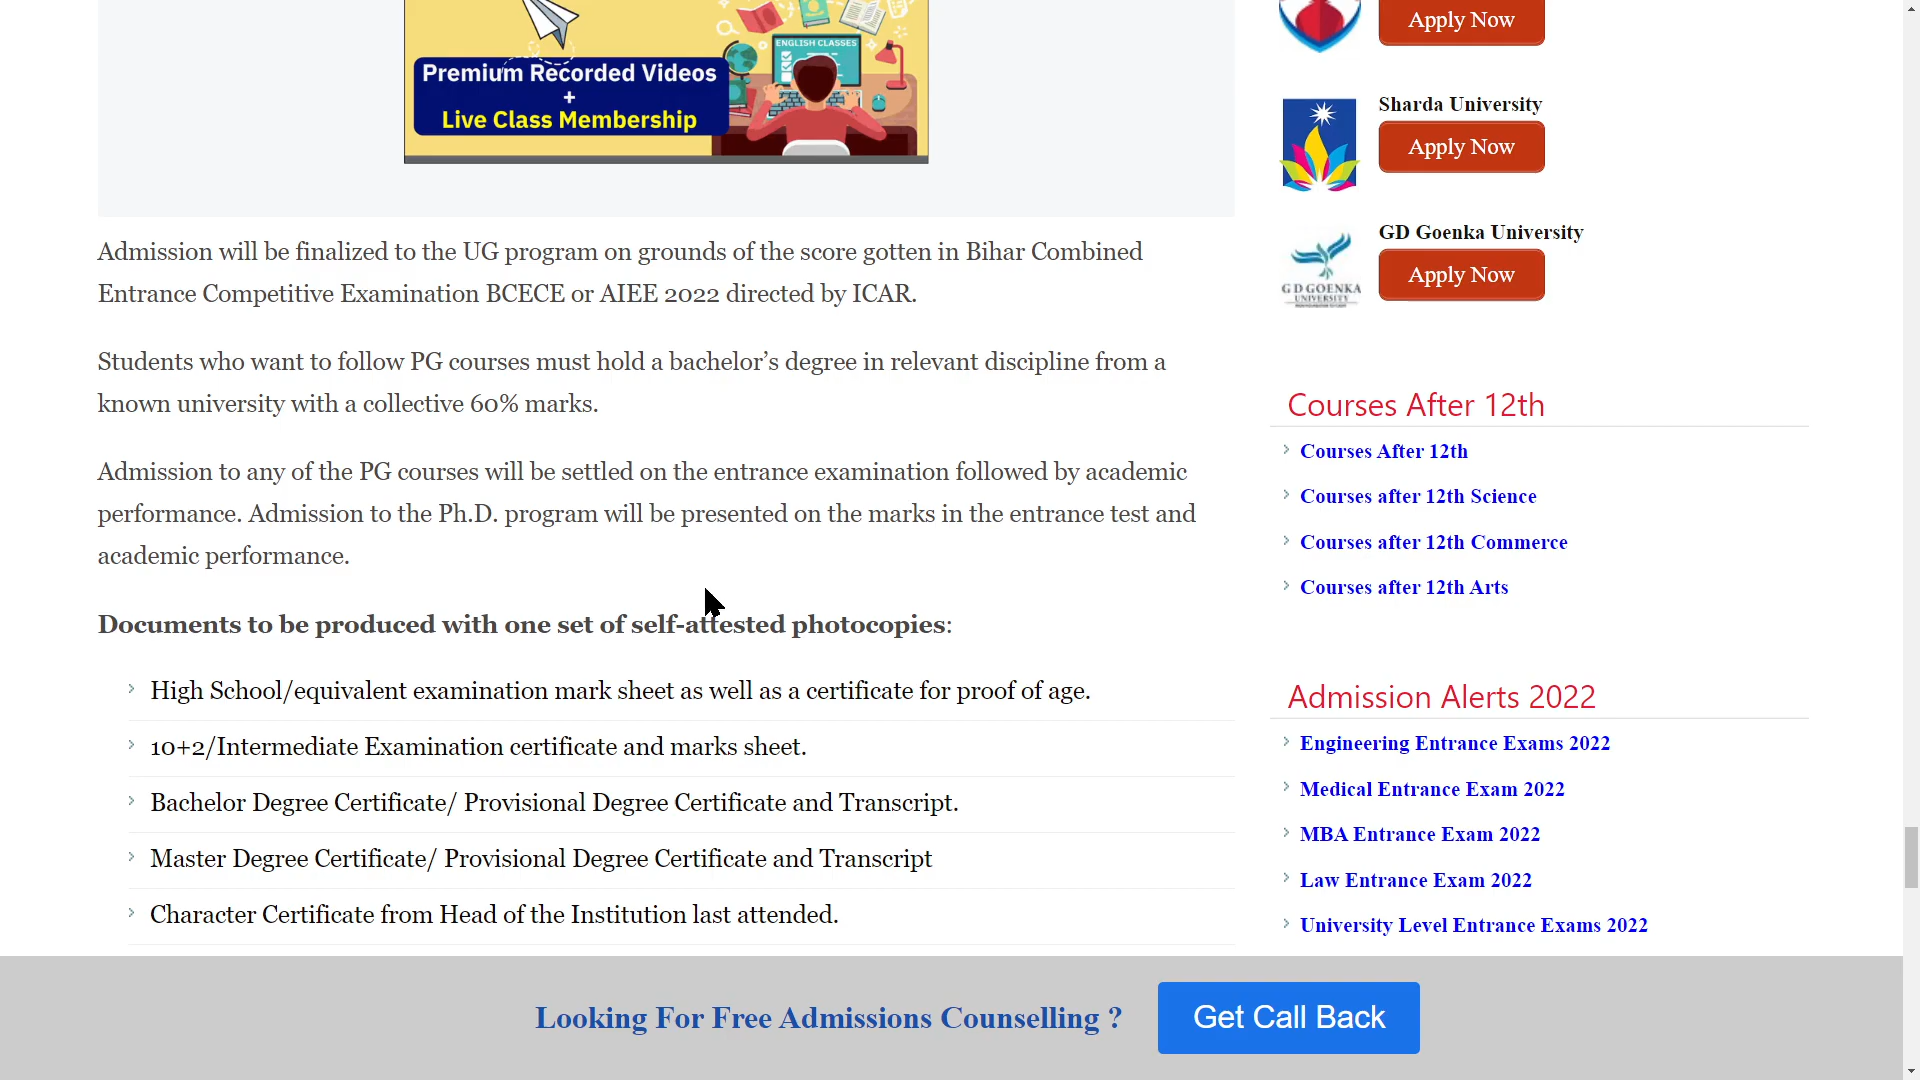 ENGLISH CLASSES
Premium Recorded Videos
+
Live Class Membership
Admission will be finalized to the UG program on grounds of the score gotten in Bihar Combined
Entrance Competitive Examination BCECE or AIEE 2022 directed by ICAR.
Students who want to follow PG courses must hold a bachelor’s degree in relevant discipline from a
known university with a collective 60% marks.
Admission to any of the PG courses will be settled on the entrance examination followed by academic
performance. Admission to the Ph.D. program will be presented on the marks in the entrance test and
academic performance.
Documents to be produced with one set of self-attested photocopies:
High School/equivalent examination mark sheet as well as a certificate for proof of age.
10+2/Intermediate Examination certificate and marks sheet.
Bachelor Degree Certificate/ Provisional Degree Certificate and Transcript.
Master Degree Certificate/ Provisional Degree Certificate and Transcript
Character Certificate from Head of the Institution last attended.
Apply Now
Sharda University
Apply Now
GD Goenka University
Apply Now
G D GOENKA
UNIVERSITY
Courses After 12th
Courses After 12th
Courses after 12th Science
Courses after 12th Commerce
Courses after 12th Arts
Admission Alerts 2022
Engineering Entrance Exams 2022
Medical Entrance Exam 2022
MBA Entrance Exam 2022
Law Entrance Exam 2022
University Level Entrance Exams 2022
Looking For Free Admissions Counselling ?
Get Call Back